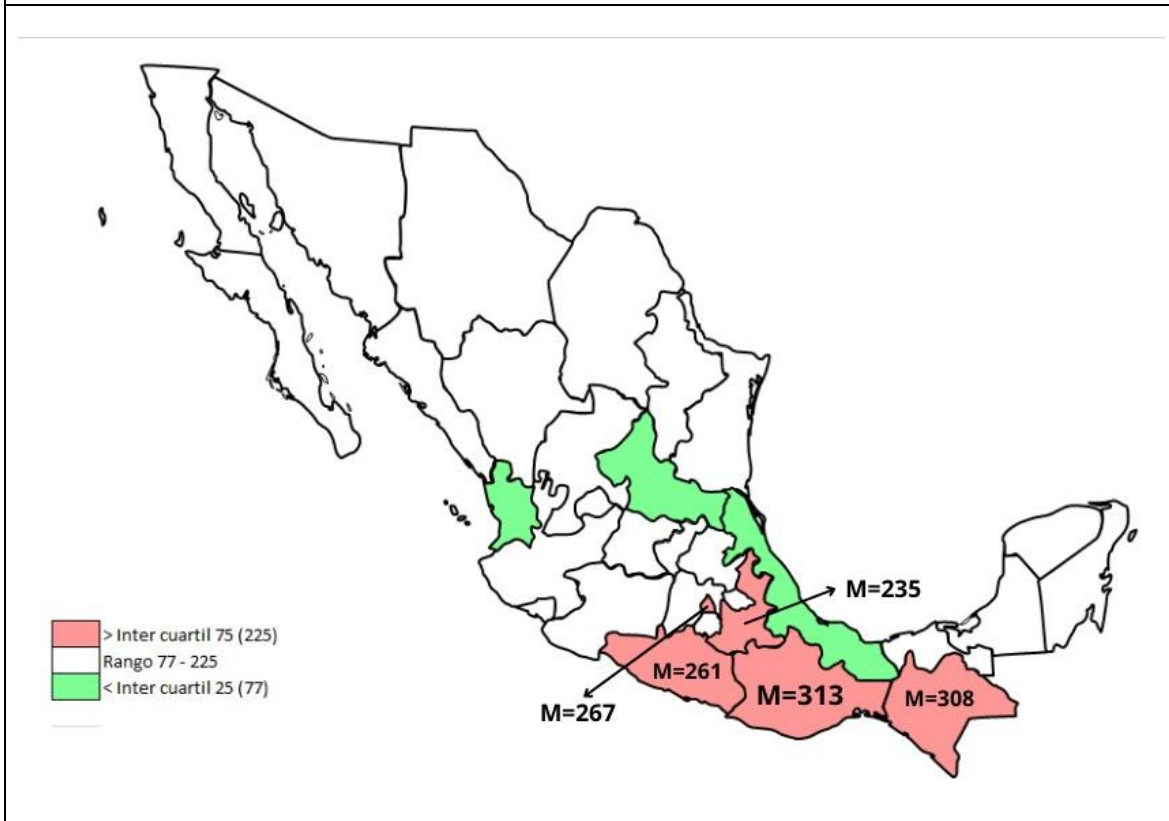 M=235
> Inter cuartil 75 (225)
Rango 77 - 225
< Inter cuartil 25 (77)
M=261
M=313
M=308
M=267